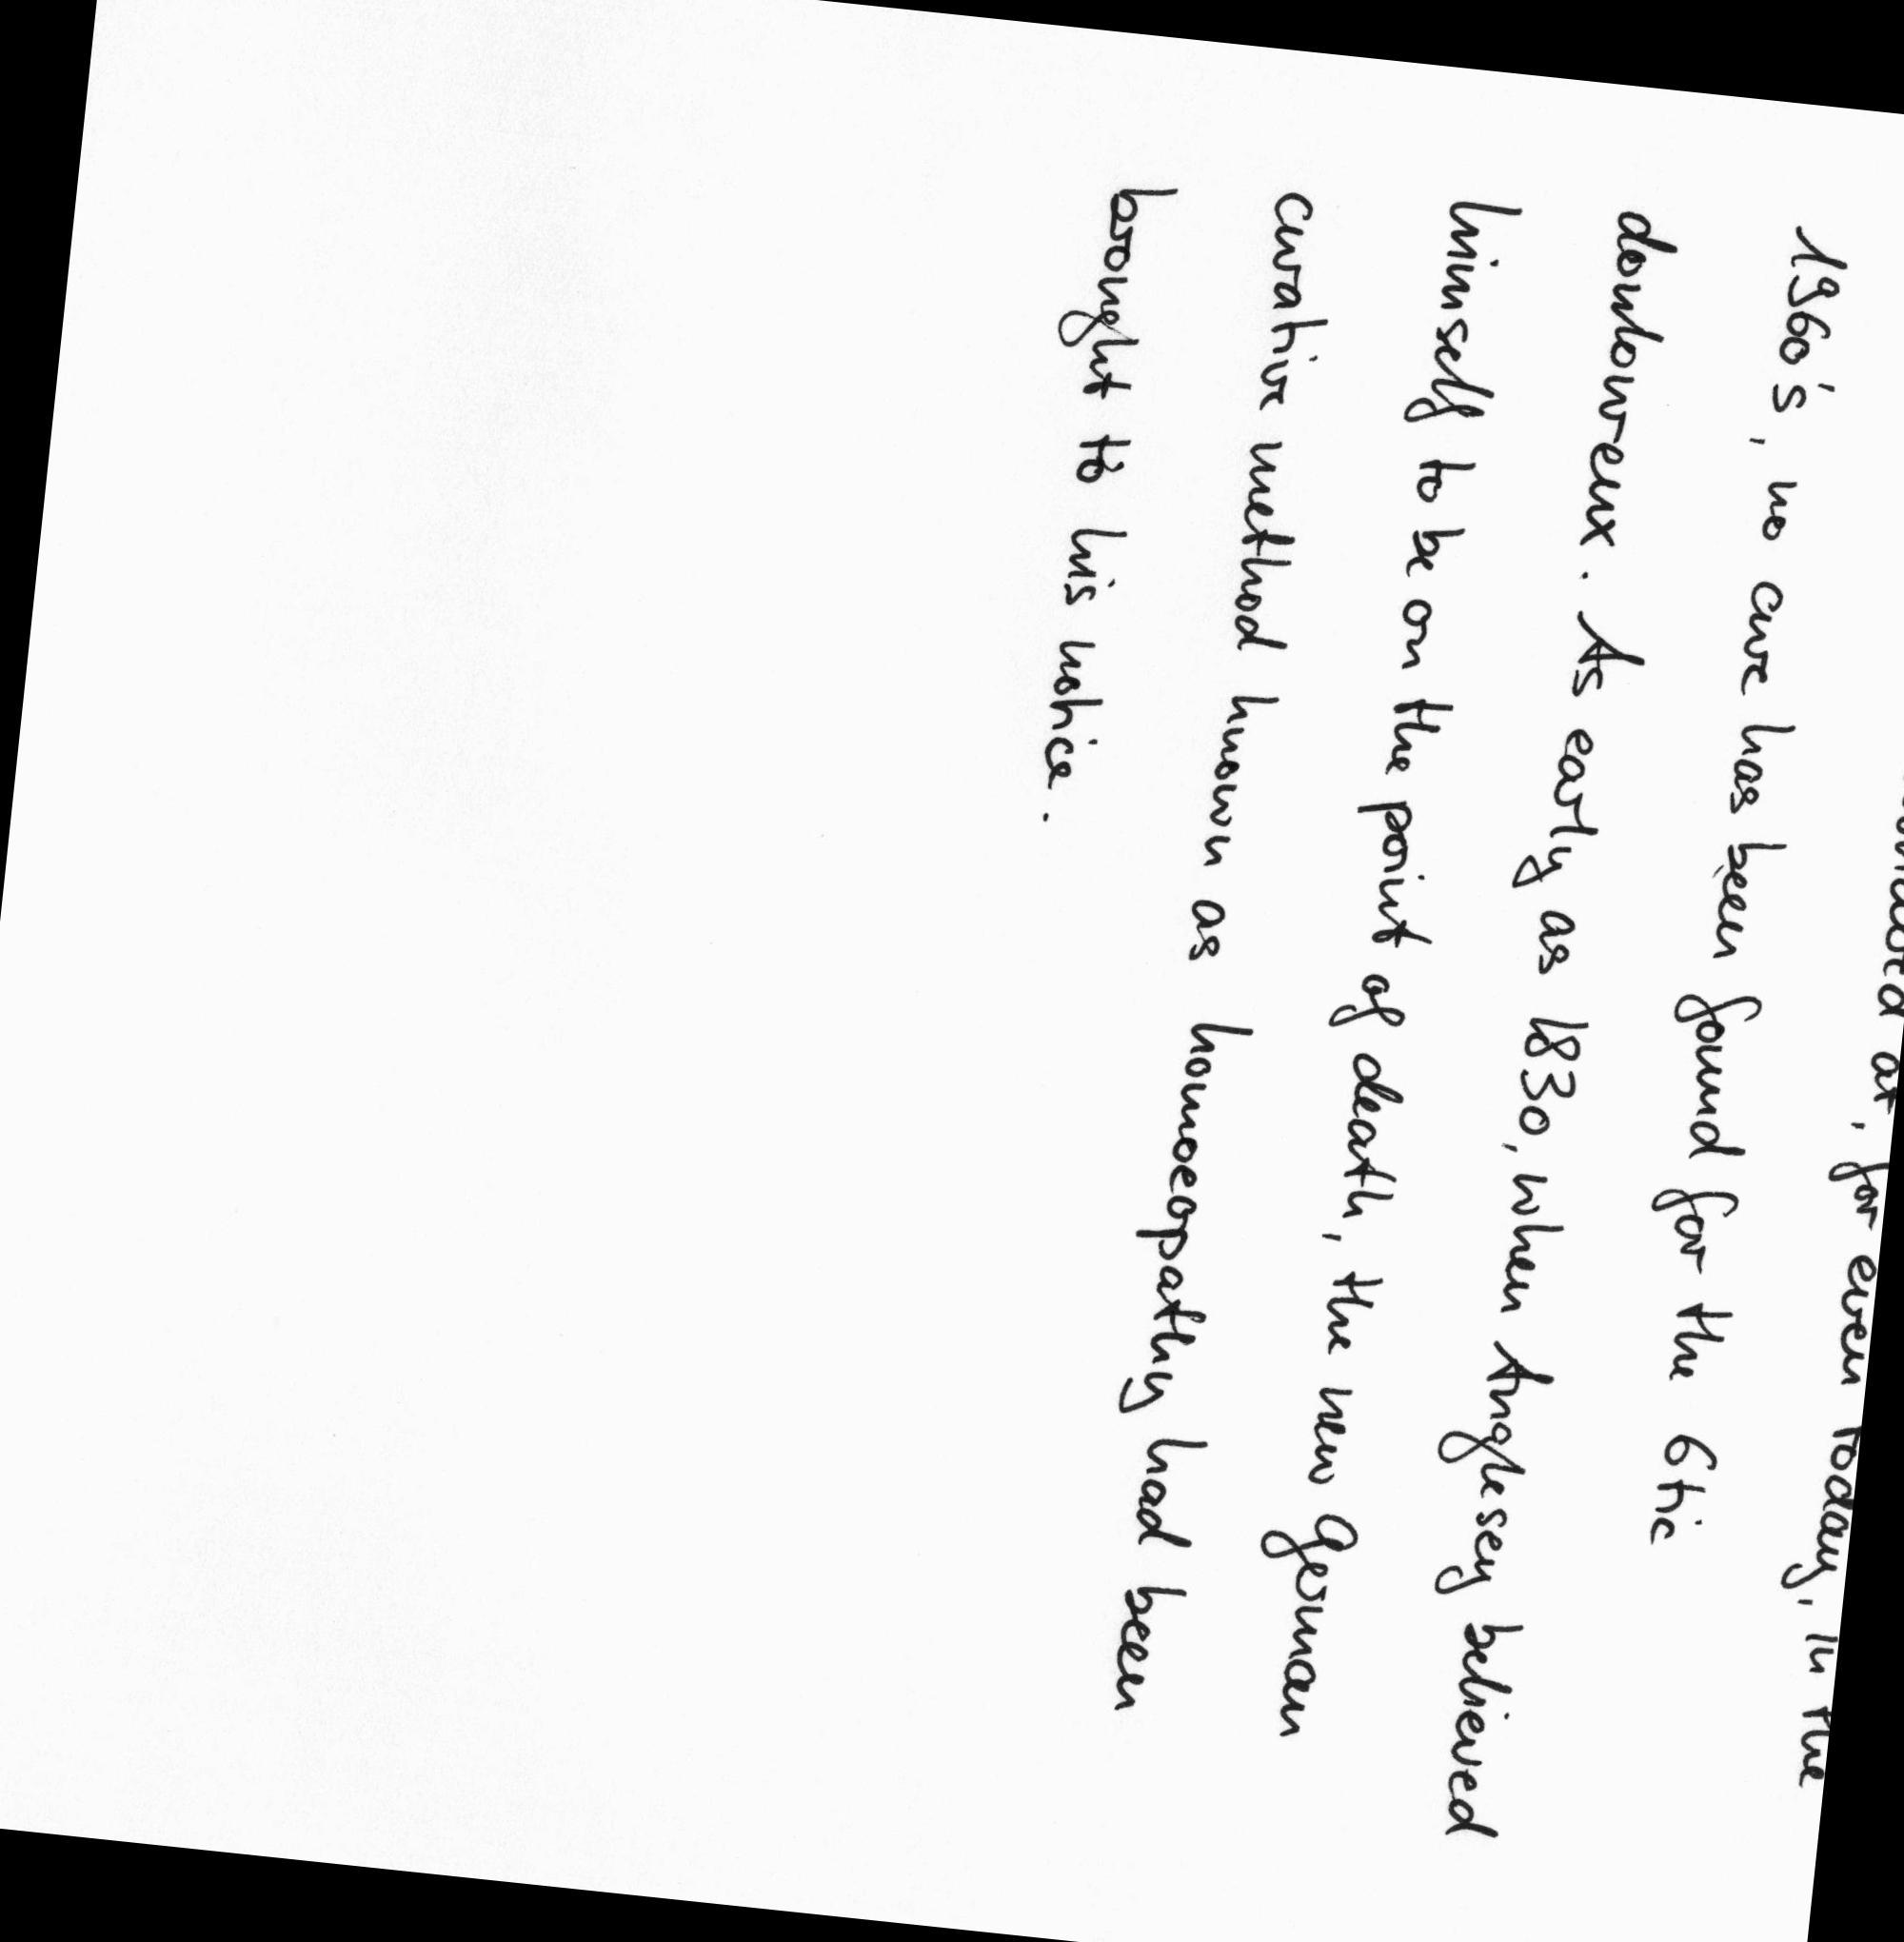 at, for even today, in the
1960's, no cure has been found for the 6tic
douloureux. As early as 1830, when Anglesey believed
himself to be on the point of death, the new German
curative method known as homoeopathy had been
brought to his notice.